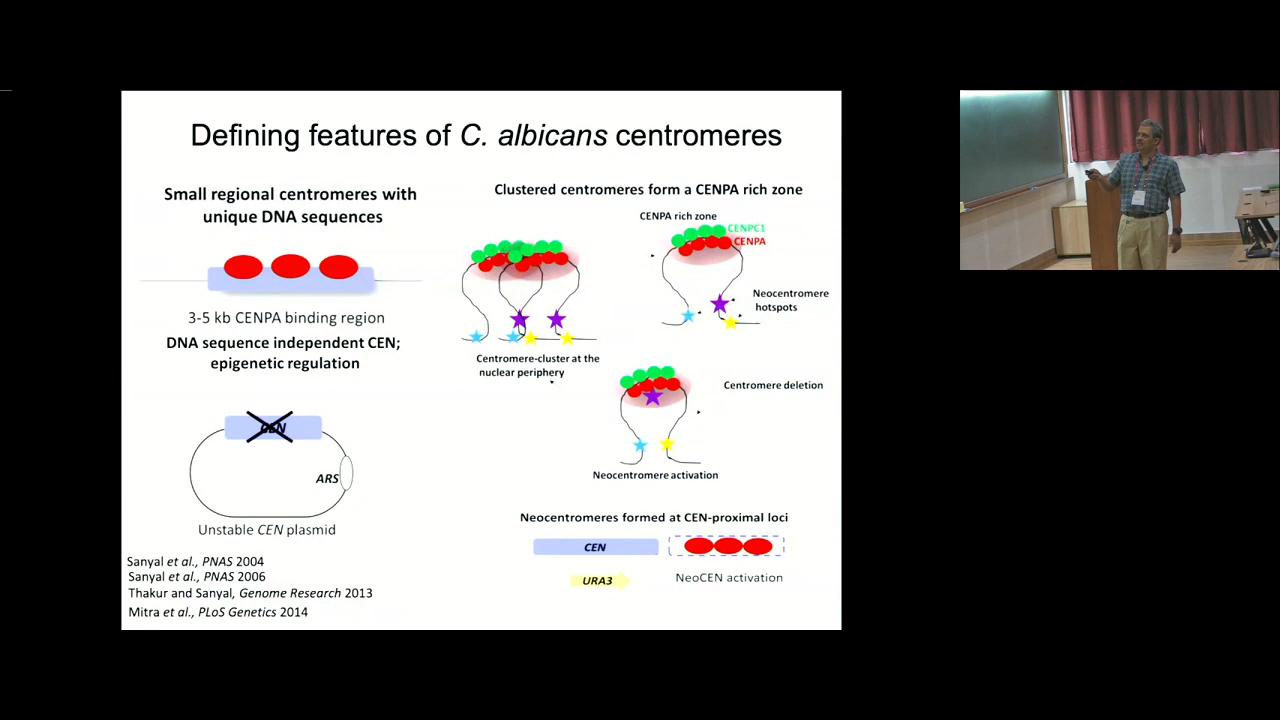 Defining features of C. albicans centromeres
Small regional centromeres with
unique DNA sequences
3-5 kb CENPA binding region
DNA sequence independent CEN;
epigenetic regulation
CEN
ARS
Unstable CEN plasmid
Sanyal et al., PNAS 2004
Sanyal et al., PNAS 2006
Thakur and Sanyal, Genome Research 2013
Mitra et al., PLoS Genetics 2014
Clustered centromeres form a CENPA rich zone
CENPA rich zone
CENPC1
CENPA
Neocentromere
hotspots
Centromere-cluster at the
nuclear periphery
Centromere deletion
Neocentromere activation
Neocentromeres formed at CEN-proximal loci
CEN
URA3
NeoCEN activation